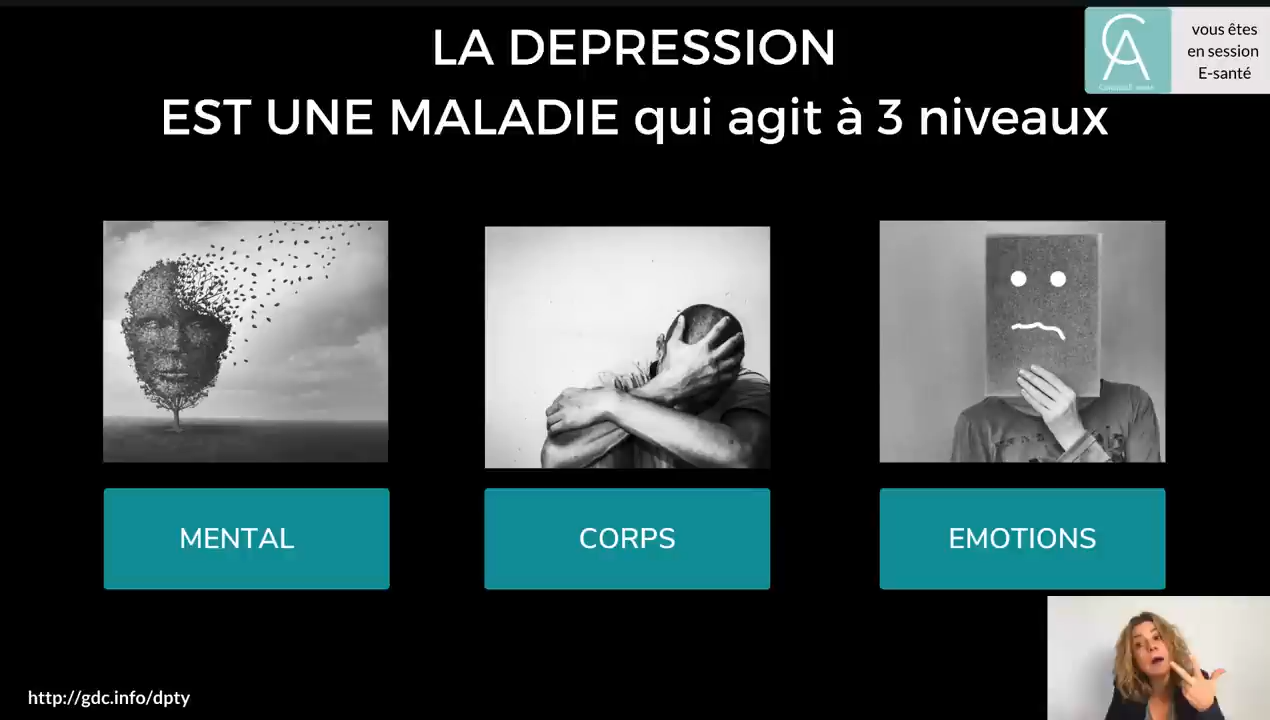 LA DEPRESSION
EST UNE MALADIE qui agit à 3 niveaux
CA
vous êtes
en session
E-santé
MENTAL
CORPS
EMOTIONS
http://gdc.info/dpty